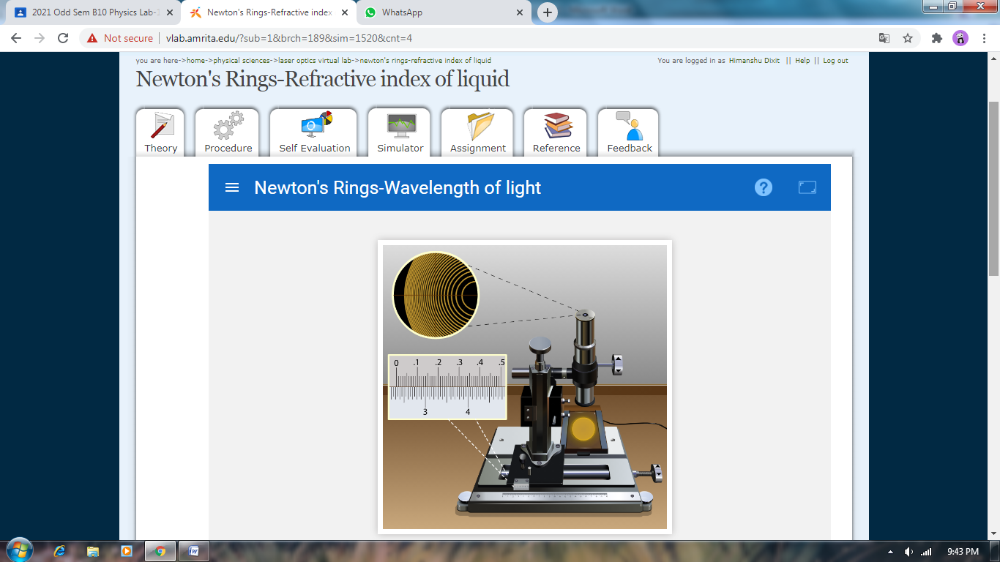 2021 Odd Sem B10 Physics Lab-1
Newton's Rings-Refractive index
WhatsApp
Not secure
vlab.amrita.edu/?sub=1&brch=189&sim=1520&cnt=4
you are here->home->physical sciences->laser optics virtual lab->newton's rings-refractive index of liquid
You are logged in as Himanshu Dixit || Help || Log out
Newton's Rings-Refractive index of liquid
Theory
Procedure
Self Evaluation
Simulator
Assignment
Reference
Feedback
Newton's Rings-Wavelength of light
?
0 .1 .2 .3 .4 .5
3 4
9:43 PM